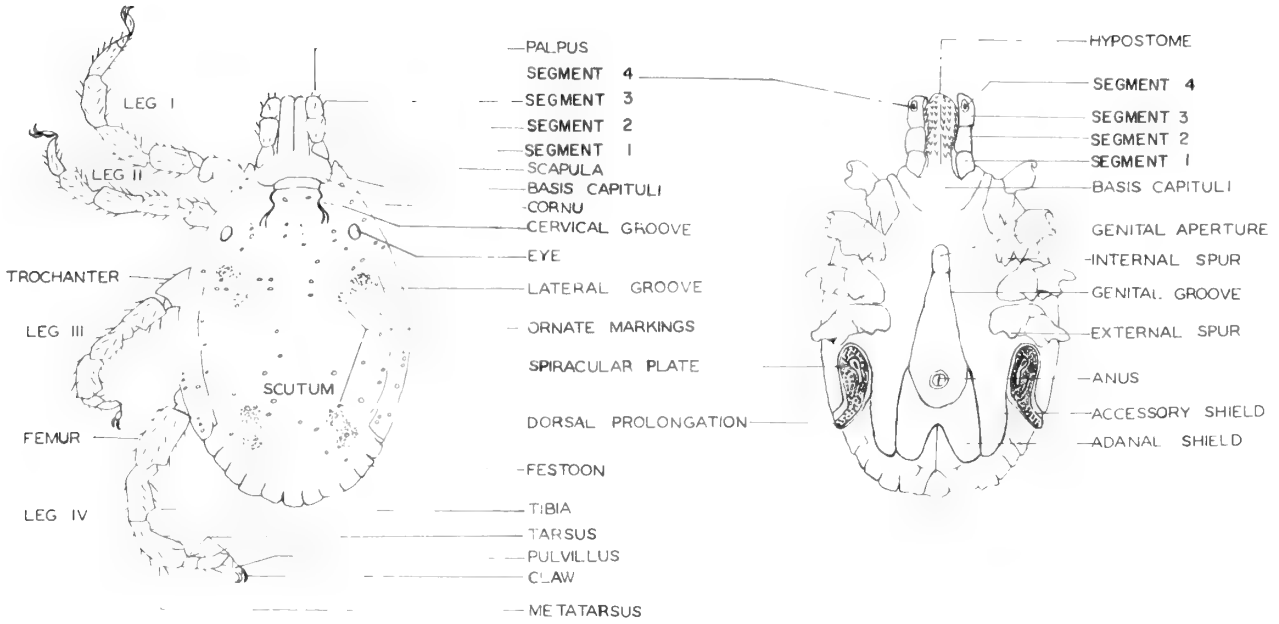 LEG I
LEG II
TROCHANTER
LEG III
FEMUR
LEG IV
SCUTUM
PALPUS
SEGMENT 4
SEGMENT 3
SEGMENT 2
SEGMENT 1
SCAPULA
BASIS CAPITULI
CORNU
CERVICAL GROOVE
EYE
LATERAL GROOVE
ORNATE MARKINGS
SPIRACULAR PLATE
DORSAL PROLONGATION
FESTOON
TIBIA
TARSUS
PULVILLUS
CLAW
METATARSUS
HYPOSTOME
SEGMENT 4
SEGMENT 3
SEGMENT 2
SEGMENT 1
BASIS CAPITULI
GENITAL APERTURE
INTERNAL SPUR
GENITAL GROOVE
EXTERNAL SPUR
ANUS
ACCESSORY SHIELD
ADANAL SHIELD